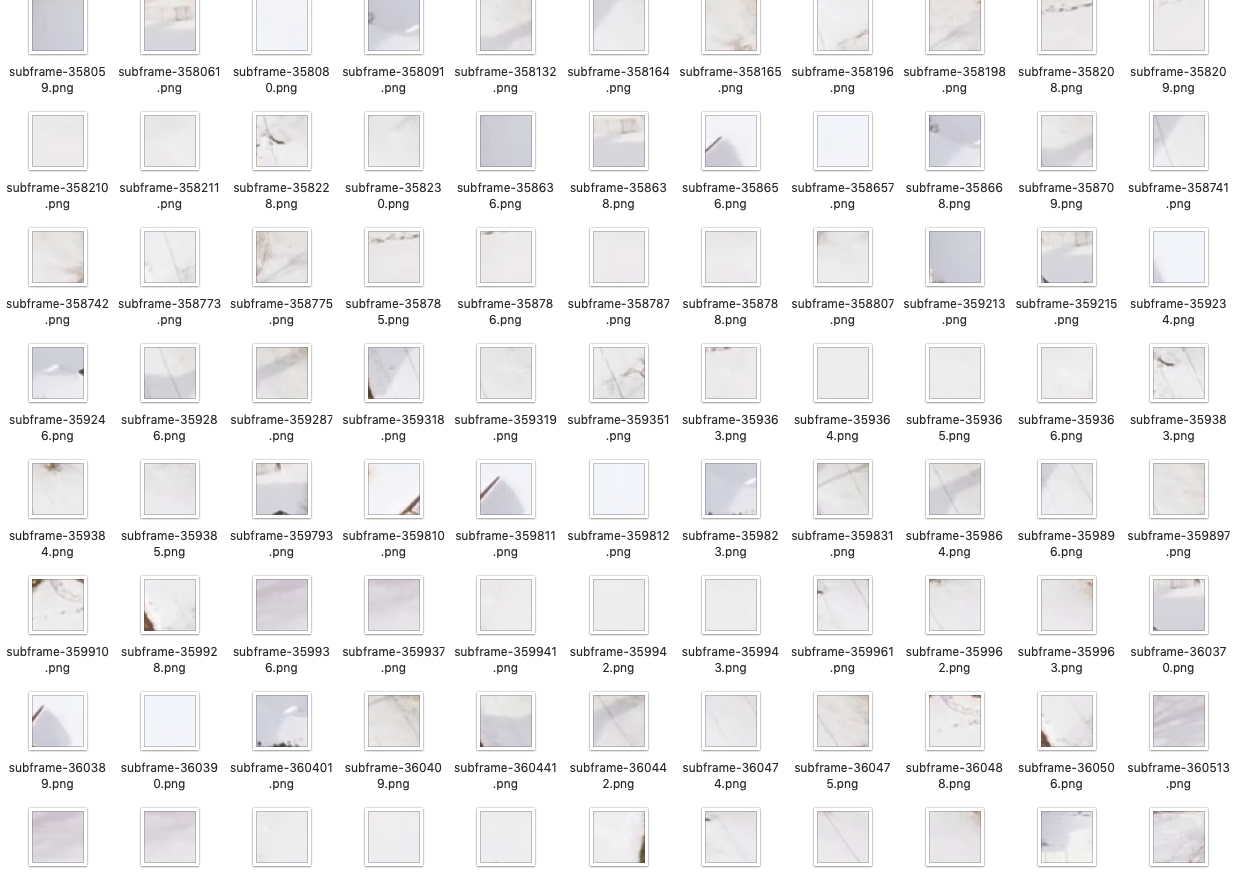 subframe-35805 subframe-358061 subframe-35808 subframe-358091 subframe-358132 subframe-358164 subframe-358165 subframe-358196 subframe-358198 subframe-35820 subframe-35820
9.png .png 0.png .png .png .png .png .png .png 8.png 9.png
subframe-358210 subframe-358211 subframe-35822 subframe-35823 subframe-35863 subframe-35863 subframe-35865 subframe-358657 subframe-35866 subframe-35870 subframe-358741
.png .png 8.png 0.png 6.png 8.png 6.png .png 8.png 9.png .png
subframe-358742 subframe-358773 subframe-358775 subframe-35878 subframe-35878 subframe-358787 subframe-35878 subframe-358807 subframe-359213 subframe-359215 subframe-35923
.png .png .png 5.png 6.png .png 8.png .png .png .png 4.png
subframe-35924 subframe-35928 subframe-359287 subframe-359318 subframe-359319 subframe-359351 subframe-35936 subframe-35936 subframe-35936 subframe-35936 subframe-35938
6.png 6.png .png .png .png .png 3.png 4.png 5.png 6.png 3.png
subframe-35938 subframe-35938 subframe-359793 subframe-359810 subframe-359811 subframe-359812 subframe-35982 subframe-359831 subframe-35986 subframe-35989 subframe-359897
4.png 5.png .png .png .png .png 3.png .png 4.png 6.png .png
subframe-359910 subframe-35992 subframe-35993 subframe-359937 subframe-359941 subframe-35994 subframe-35994 subframe-359961 subframe-35996 subframe-35996 subframe-36037
.png 8.png 6.png .png .png 2.png 3.png .png 2.png 3.png 0.png
subframe-36038 subframe-36039 subframe-360401 subframe-36040 subframe-360441 subframe-36044 subframe-36047 subframe-36047 subframe-36048 subframe-36050 subframe-360513
9.png 0.png .png 9.png .png 2.png 4.png 5.png 8.png 6.png .png